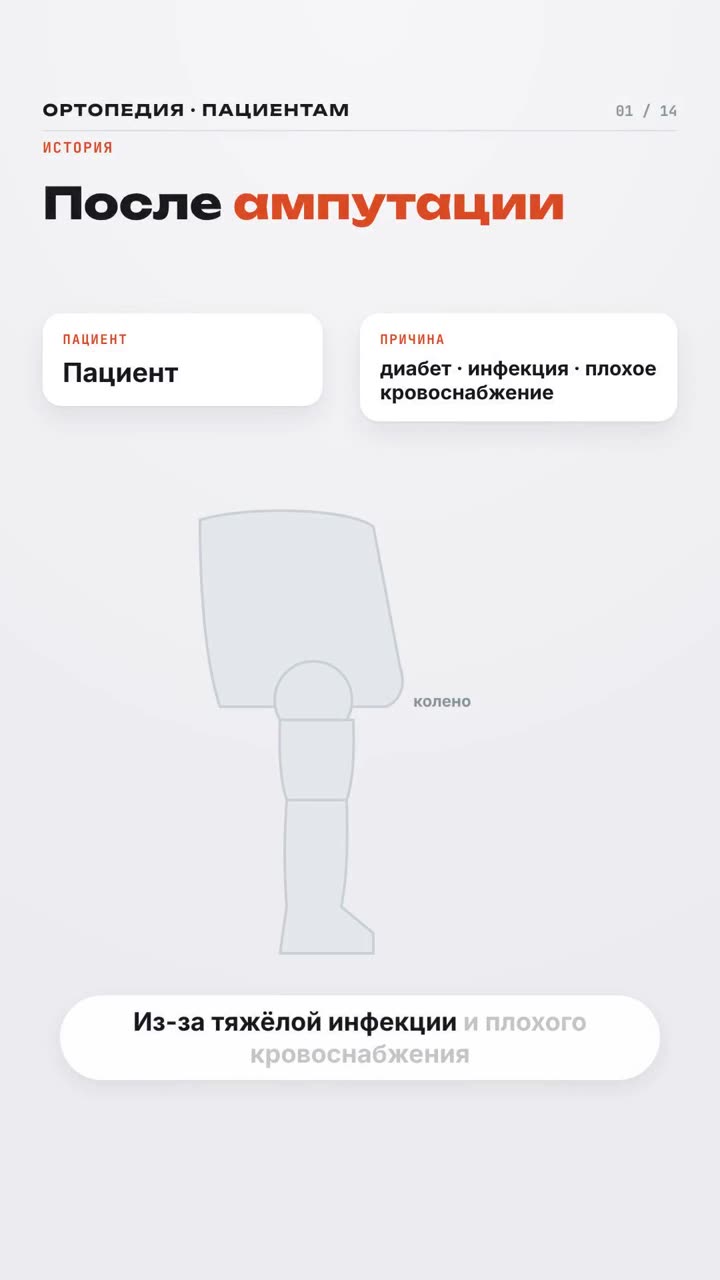 ОРТОПЕДИЯ · ПАЦИЕНТАМ
01 / 14
ИСТОРИЯ
После ампутации
ПАЦИЕНТ
Пациент
ПРИЧИНА
диабет · инфекция · плохое
кровоснабжение
колено
Из-за тяжёлой инфекции и плохого
кровоснабжения